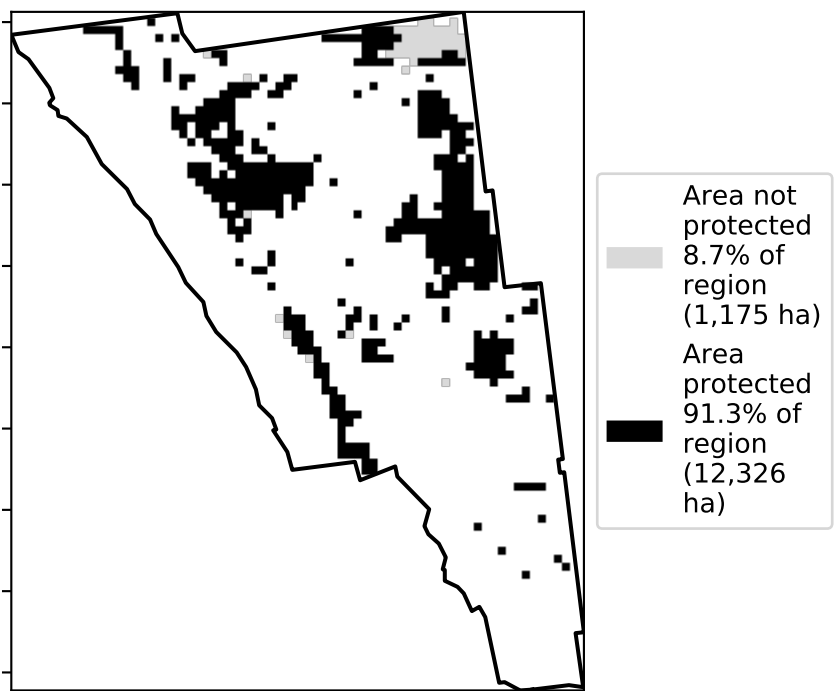 Area not
protected
8.7% of
region
(1,175 ha)
Area
protected
91.3% of
region
(12,326
ha)